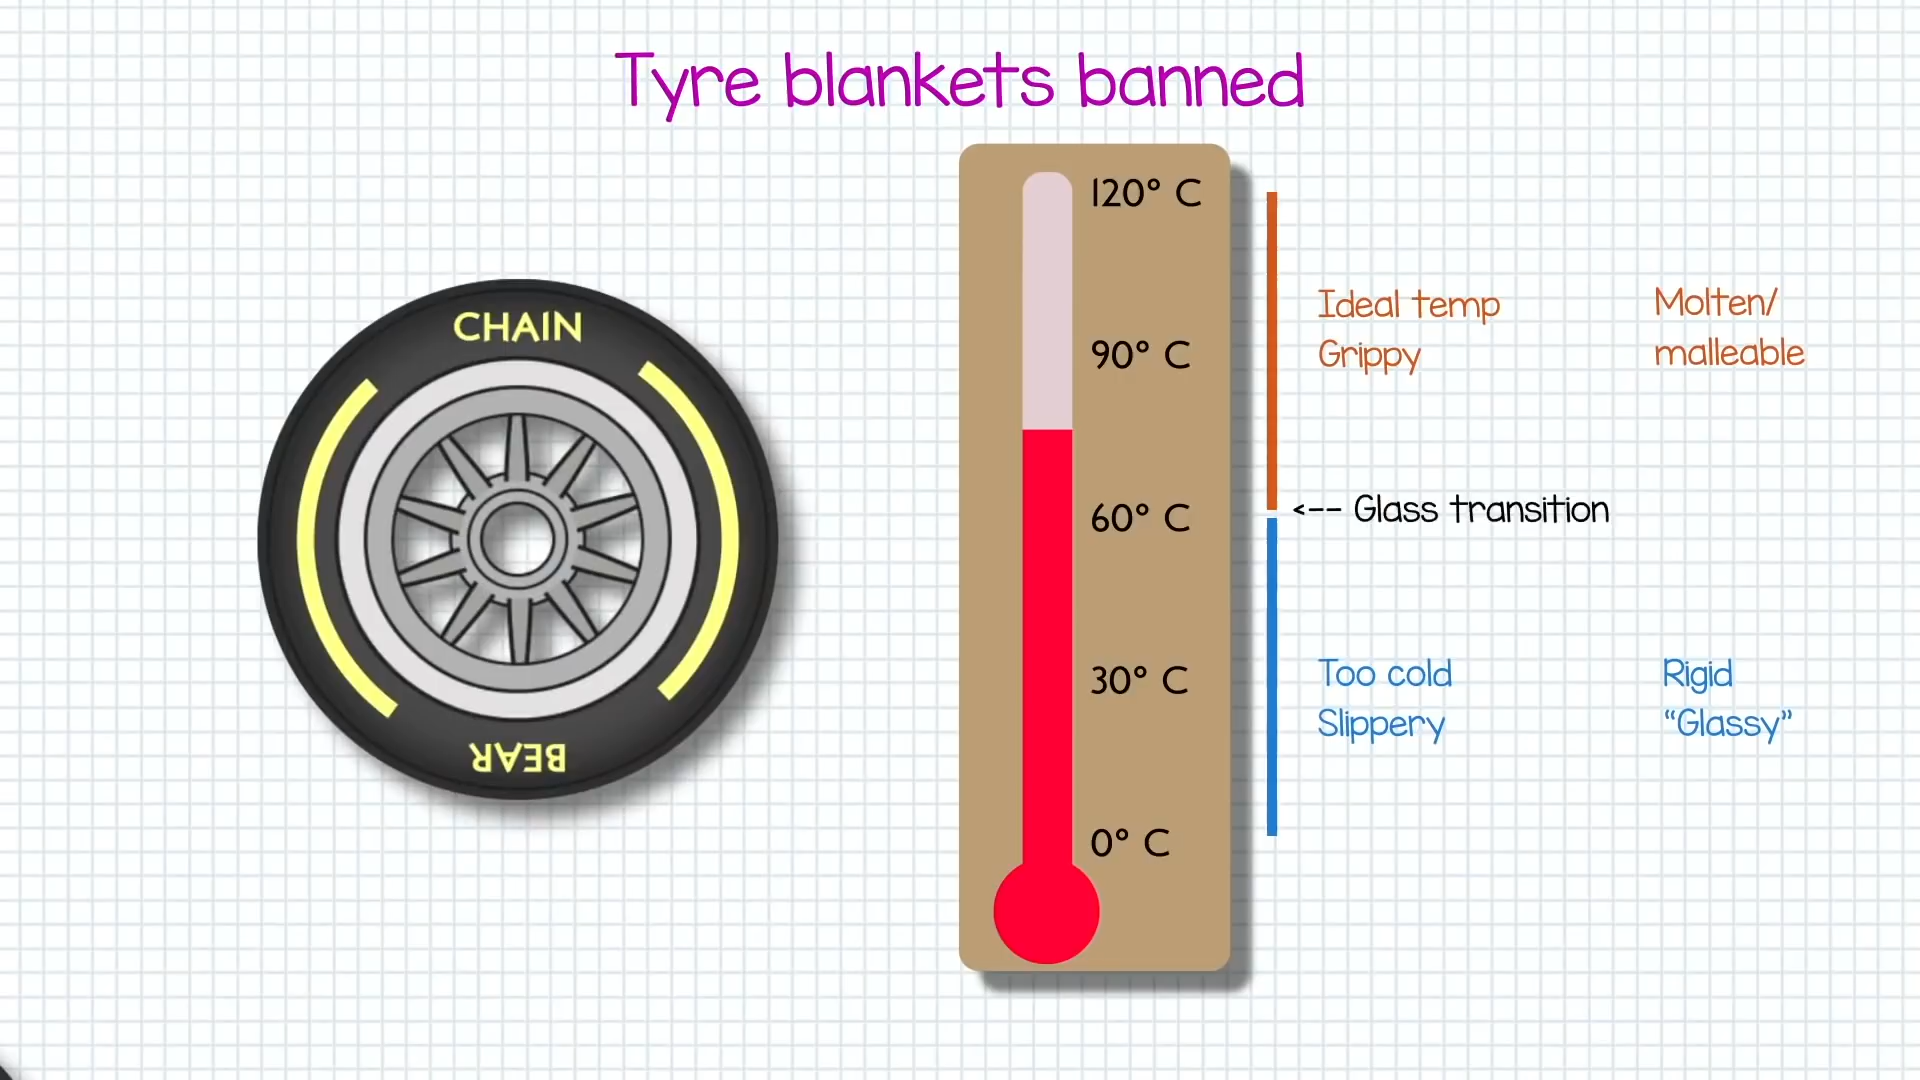 Tyre blankets banned
CHAIN
BEAR
120° C
90° C
60° C
30° C
0° C
Ideal temp
Grippy
Molten/
malleable
<-- Glass transition
Too cold
Slippery
Rigid
“Glassy”